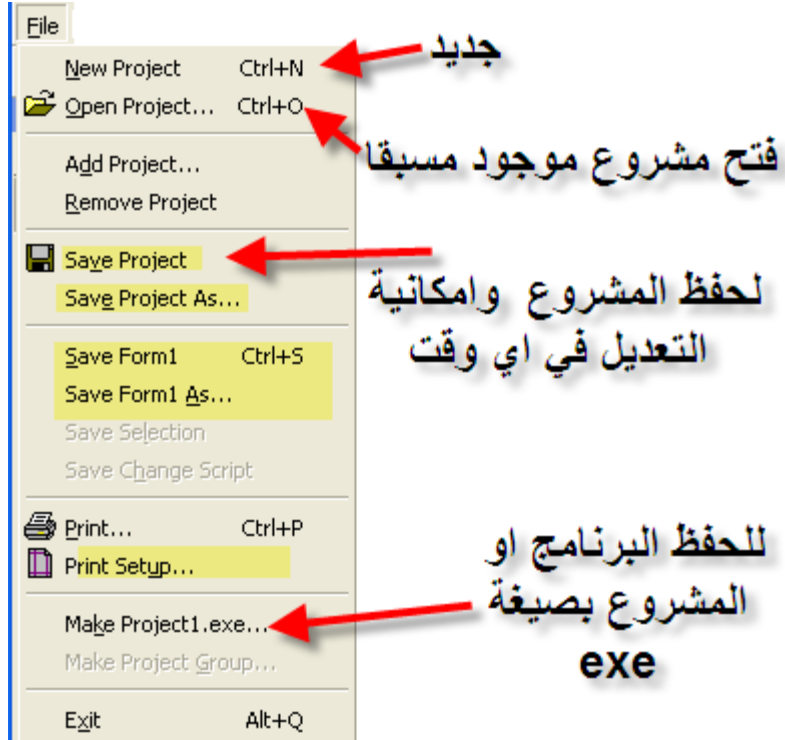 File
New Project Ctrl+N
جديد
Open Project... Ctrl+O
فتح مشروع موجود مسبقا
Add Project...
Remove Project
Save Project
Save Project As...
لحفظ المشروع وامكانية
التعديل في اي وقت
Save Form1 Ctrl+S
Save Form1 As...
Save Selection
Save Change Script
Print... Ctrl+P
Print Setup...
للحفظ البرنامج او
المشروع بصيغة
exe
Make Project1.exe...
Make Project Group...
Exit Alt+Q